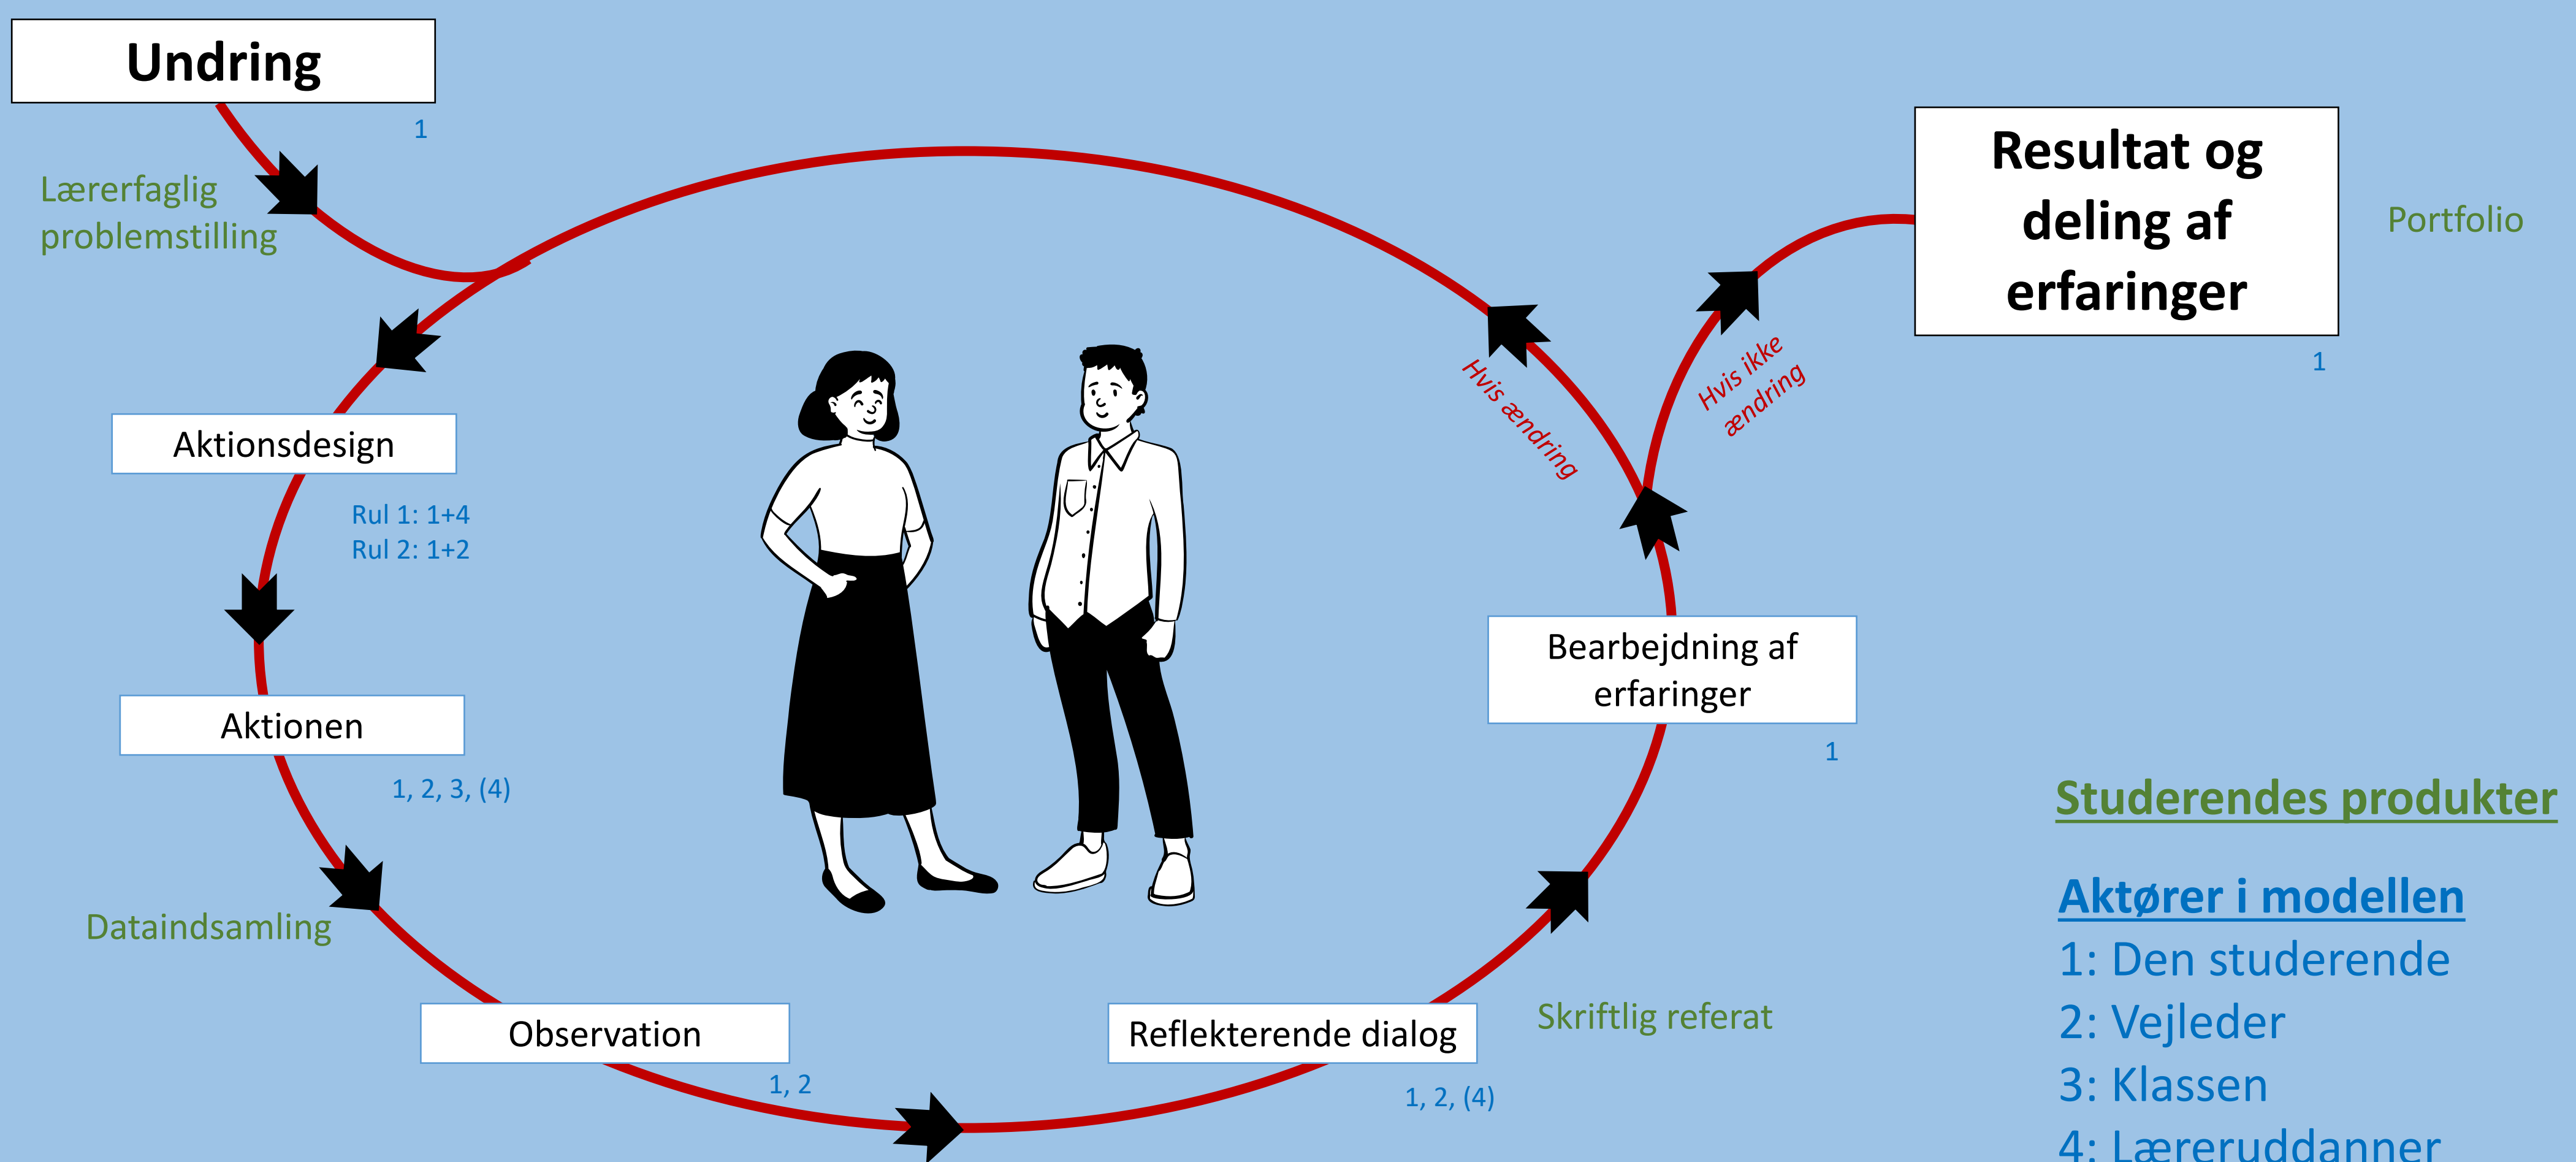 Undring
1
Lærerfaglig
problemstilling
Aktionsdesign
Rul 1: 1+4
Rul 2: 1+2
Aktionen
1, 2, 3, (4)
Dataindsamling
Observation
1, 2
Reflekterende dialog
1, 2, (4)
Skriftlig referat
Bearbejdning af
erfaringer
1
Hvis ændring
Hvis ikke
ændring
Resultat og
deling af
erfaringer
1
Portfolio
Studerendes produkter
Aktører i modellen
1: Den studerende
2: Vejleder
3: Klassen
4: Læreruddanner